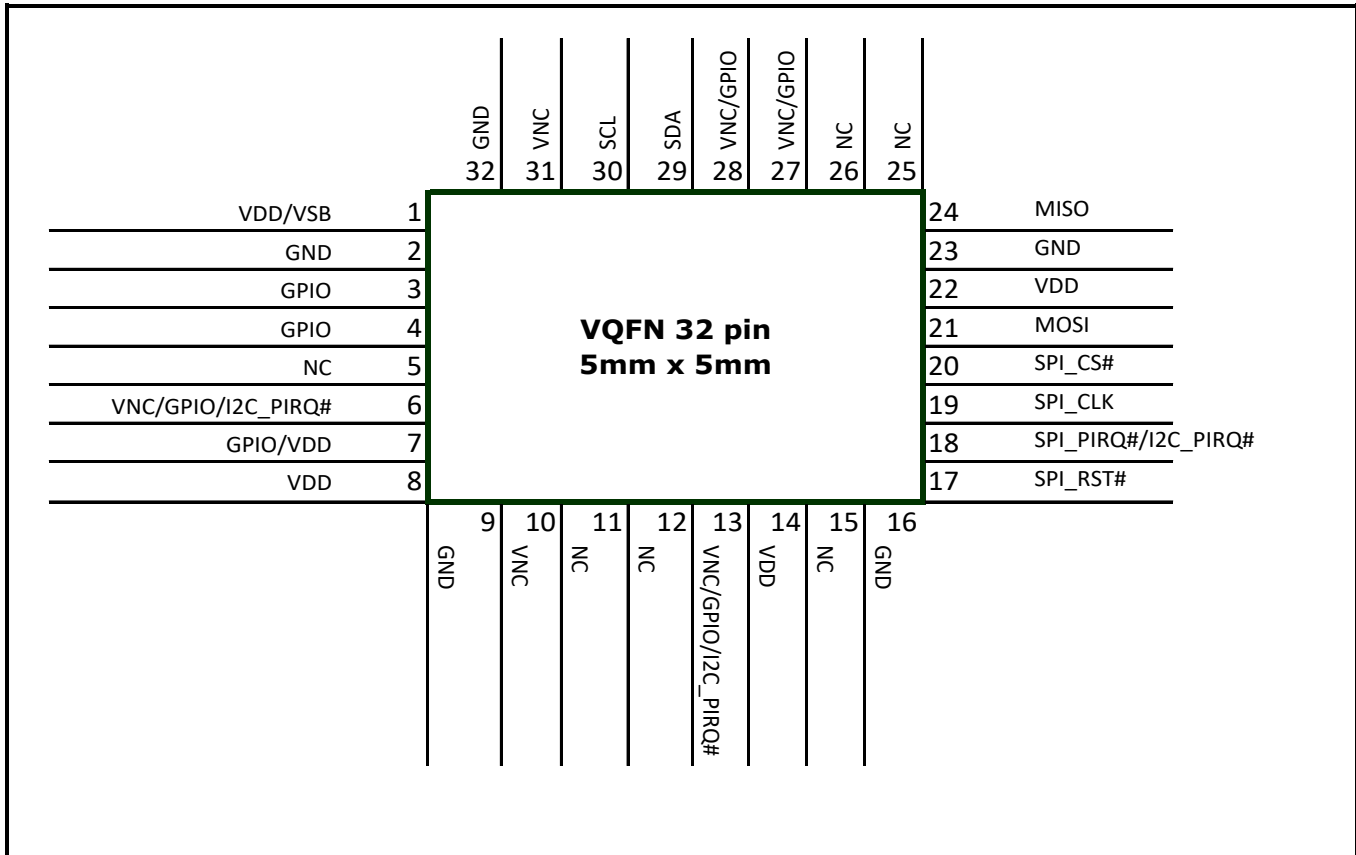 GND
VNC
SCL
SDA
VNC/GPIO
VNC/GPIO
NC
NC
32 31 30 29 28 27 26 25
VDD/VSB 1
GND 2
GPIO 3
GPIO 4
NC 5
VNC/GPIO/I2C_PIRQ# 6
GPIO/VDD 7
VDD 8
VQFN 32 pin
5mm x 5mm
24 MISO
23 GND
22 VDD
21 MOSI
20 SPI_CS#
19 SPI_CLK
18 SPI_PIRQ#/I2C_PIRQ#
17 SPI_RST#
9 10 11 12 13 14 15 16
GND
VNC
NC
NC
VNC/GPIO/I2C_PIRQ#
VDD
NC
GND